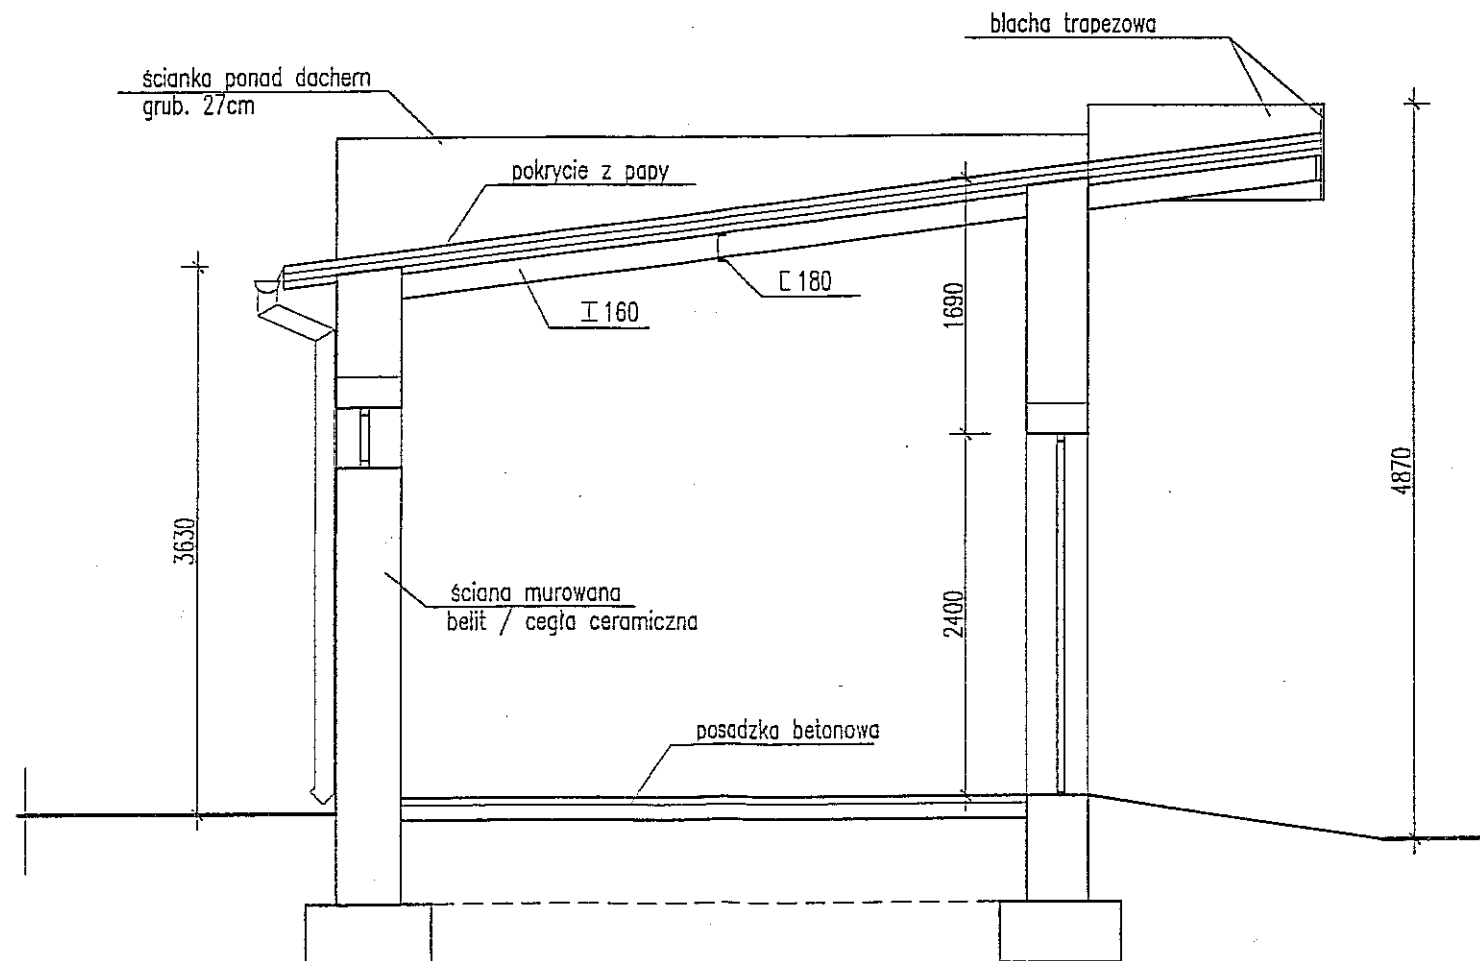 blacha trapezowa
ścianka ponad dachem
grub. 27cm
pokrycie z papy
[ 180
I 160
1690
4870
3630
2400
ściana murowana
belit / cegła ceramiczna
posadzka betonowa